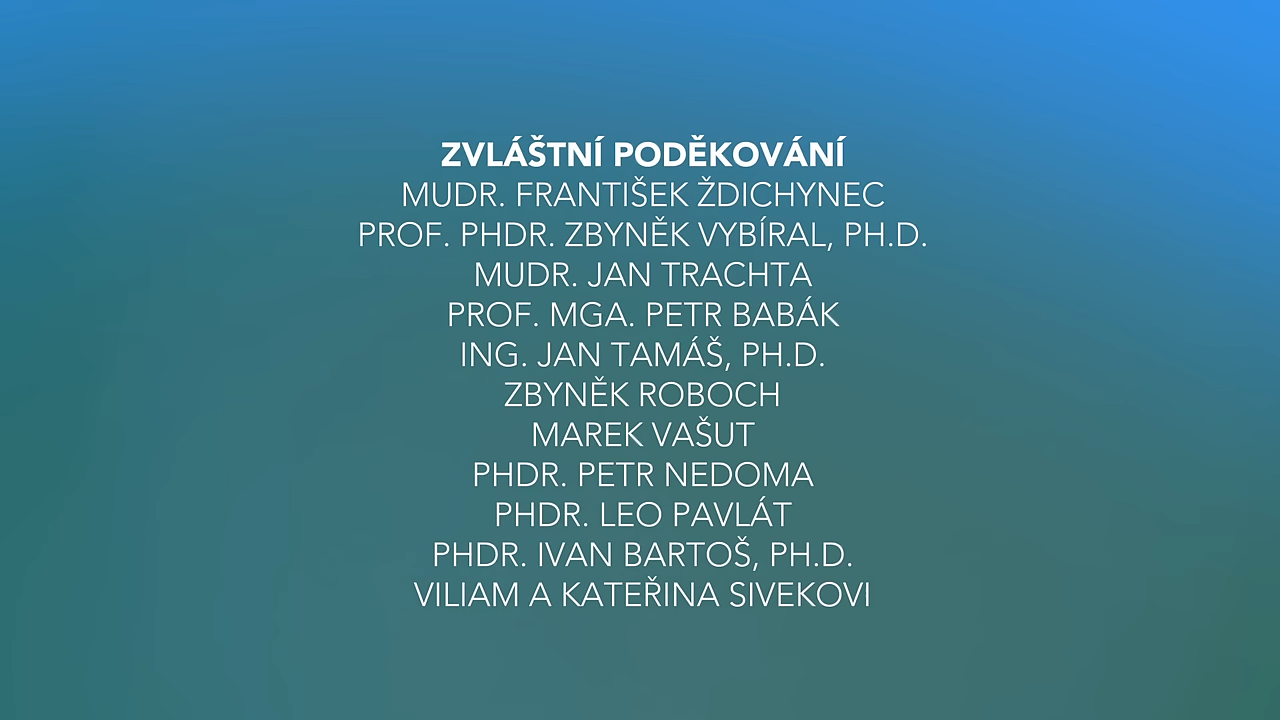 ZVLÁŠTNÍ PODĚKOVÁNÍ
MUDR. FRANTIŠEK ŽDICHYNEC
PROF. PHDR. ZBYNĚK VYBÍRAL, PH.D.
MUDR. JAN TRACHTA
PROF. MGA. PETR BABÁK
ING. JAN TAMÁŠ, PH.D.
ZBYNĚK ROBOCH
MAREK VAŠUT
PHDR. PETR NEDOMA
PHDR. LEO PAVLÁT
PHDR. IVAN BARTOŠ, PH.D.
VILIAM A KATEŘINA SIVEKOVI